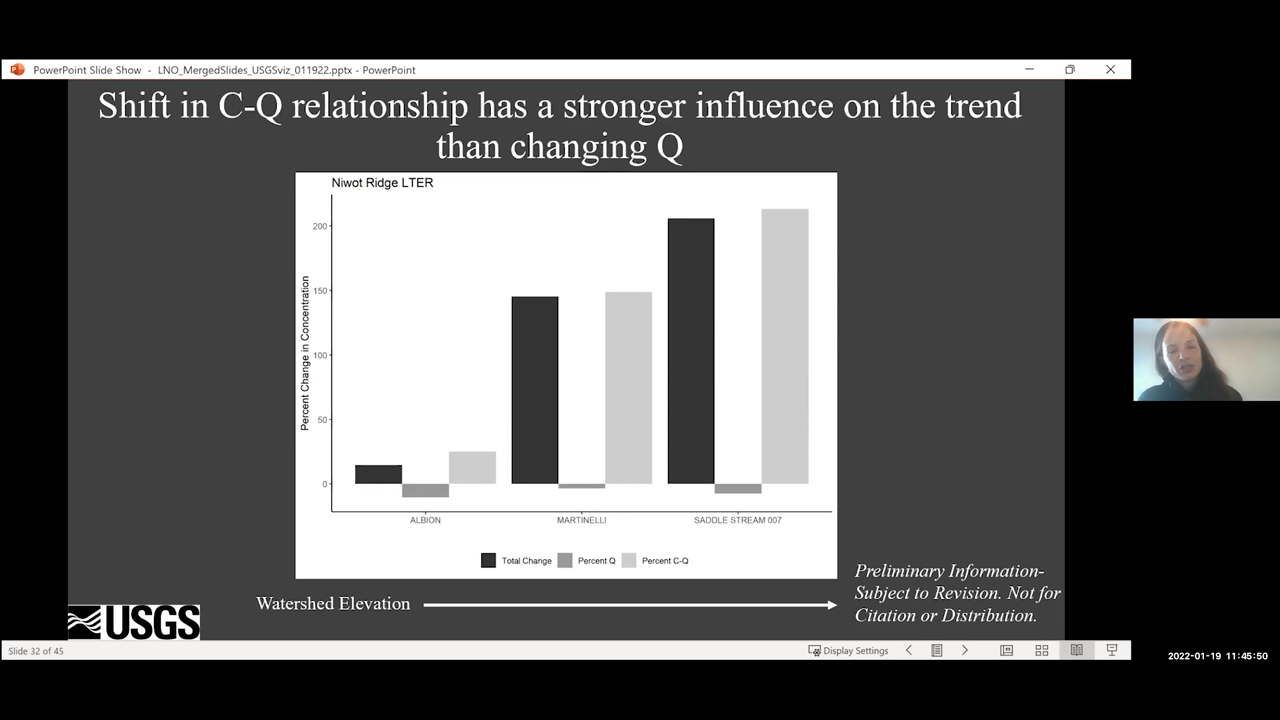 PowerPoint Slide Show - LNO_MergedSlides_USGSviz_011922.pptx - PowerPoint
Shift in C-Q relationship has a stronger influence on the trend
than changing Q
Niwot Ridge LTER
Percent Change in Concentration
200
150
100
50
0
ALBION MARTINELLI SADDLE STREAM 007
Total Change Percent Q Percent C-Q
Watershed Elevation
Preliminary Information-
Subject to Revision. Not for
Citation or Distribution.
USGS
Slide 32 of 45
Display Settings
2022-01-19 11:45:50